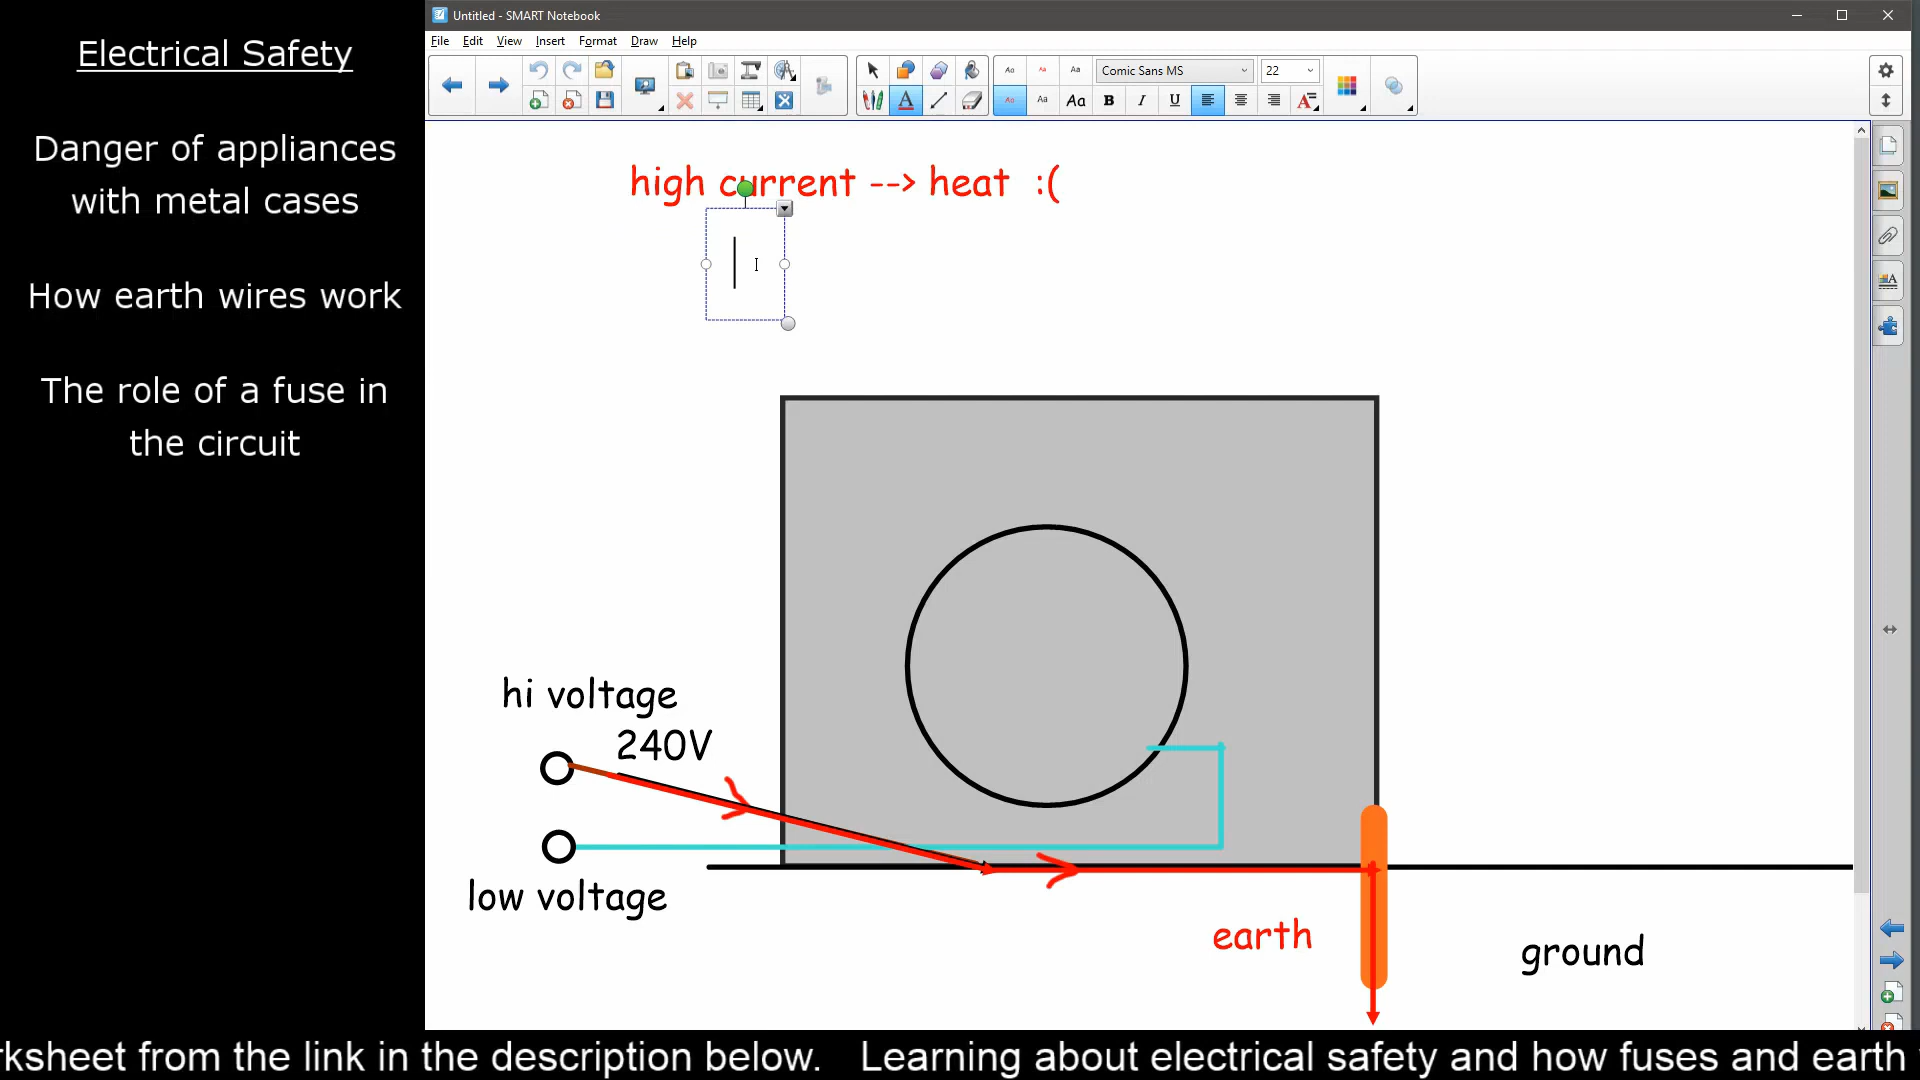 Electrical Safety
Danger of appliances
with metal cases
How earth wires work
The role of a fuse in
the circuit
Untitled - SMART Notebook
File Edit View Insert Format Draw Help
Comic Sans MS
22
high current --> heat :(
hi voltage
240V
low voltage
earth
ground
rksheet from the link in the description below. Learning about electrical safety and how fuses and earth